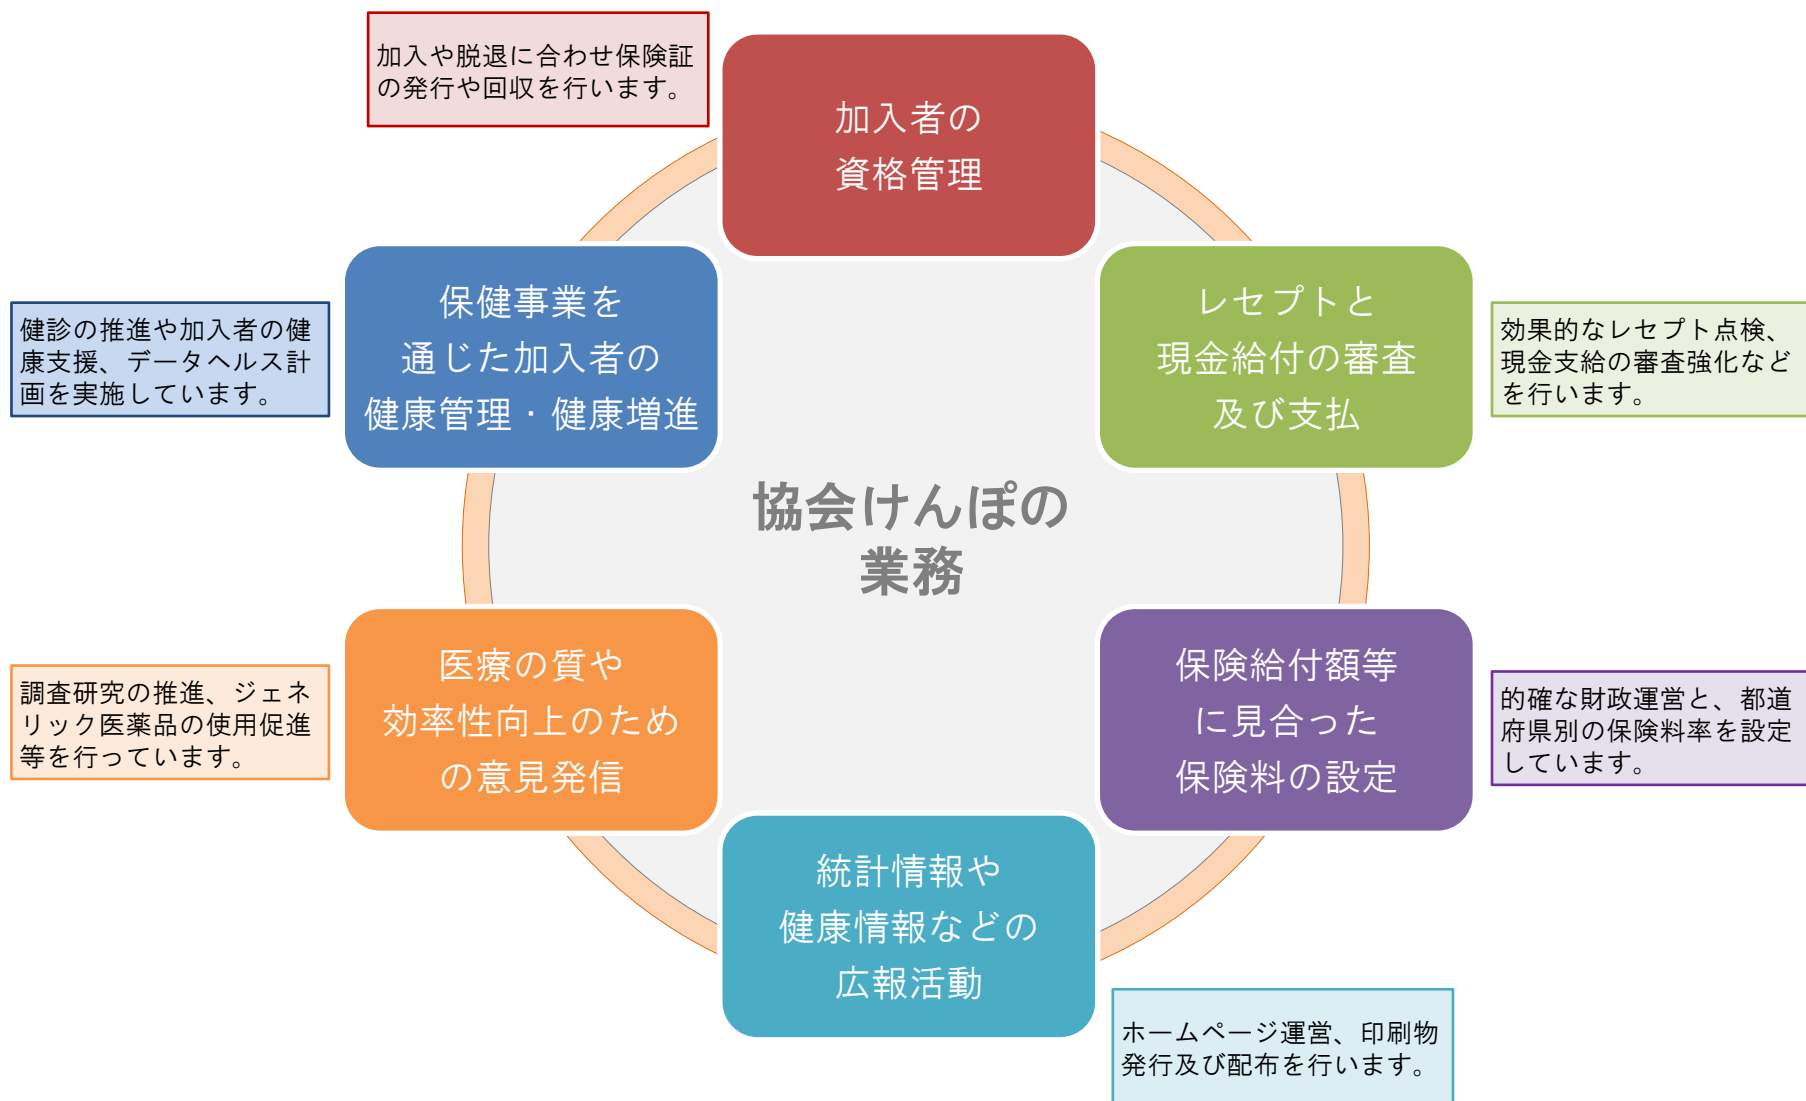 加入や脱退に合わせ保険証
の発行や回収を行います。
加入者の
資格管理
レセプトと
現金給付の審査
及び支払
効果的なレセプト点検、
現金支給の審査強化など
を行います。
保険給付額等
に見合った
保険料の設定
的確な財政運営と、都道
府県別の保険料率を設定
しています。
統計情報や
健康情報などの
広報活動
ホームページ運営、印刷物
発行及び配布を行います。
医療の質や
効率性向上のため
の意見発信
調査研究の推進、ジェネ
リック医薬品の使用促進
等を行っています。
保健事業を
通じた加入者の
健康管理・健康増進
健診の推進や加入者の健
康支援、データヘルス計
画を実施しています。
協会けんぽの
業務